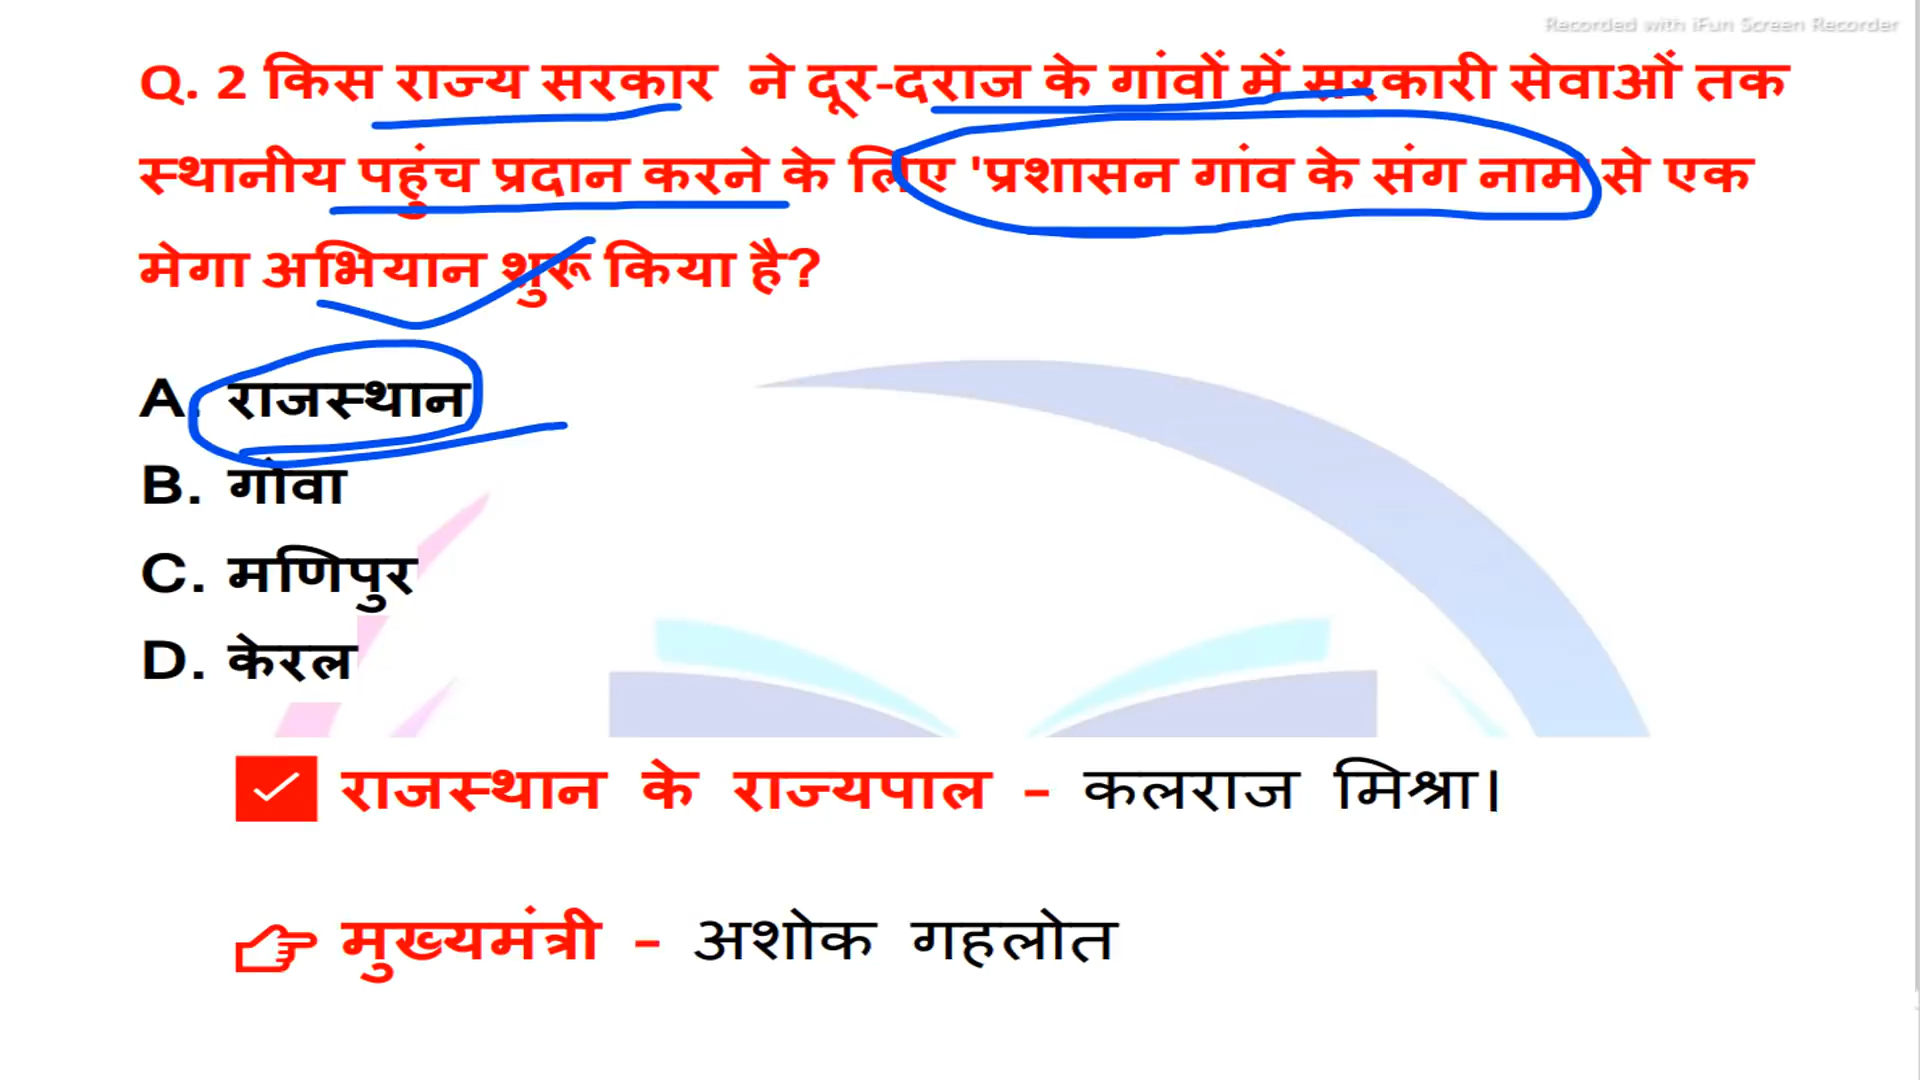 Recorded with iFun Screen Recorder
Q. 2 किस राज्य सरकार ने दूर-दराज के गांवों में सरकारी सेवाओं तक
स्थानीय पहुंच प्रदान करने के लिए 'प्रशासन गांव के संग नाम से एक
मेगा अभियान शुरू किया है?
A. राजस्थान
B. गोवा
C. मणिपुर
D. केरल
राजस्थान के राज्यपाल – कलराज मिश्रा।
मुख्यमंत्री – अशोक गहलोत